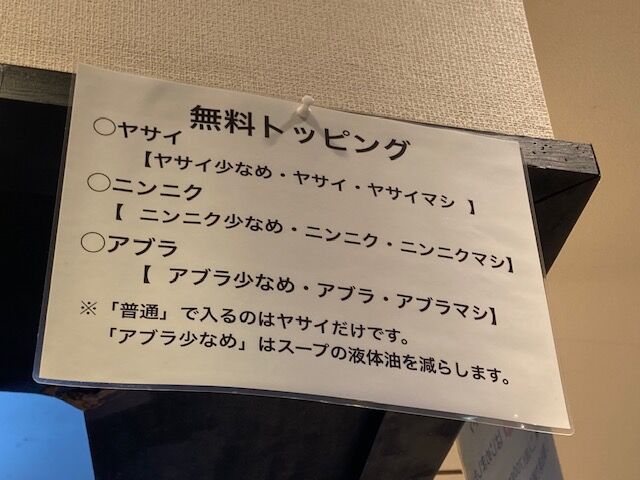 無料トッピング
○ヤサイ
【ヤサイ少なめ・ヤサイ・ヤサイマシ 】
○ニンニク
【 ニンニク少なめ・ニンニク・ニンニクマシ】
○アブラ
【 アブラ少なめ・アブラ・アブラマシ】
※「普通」で入るのはヤサイだけです。
「アブラ少なめ」はスープの液体油を減らします。